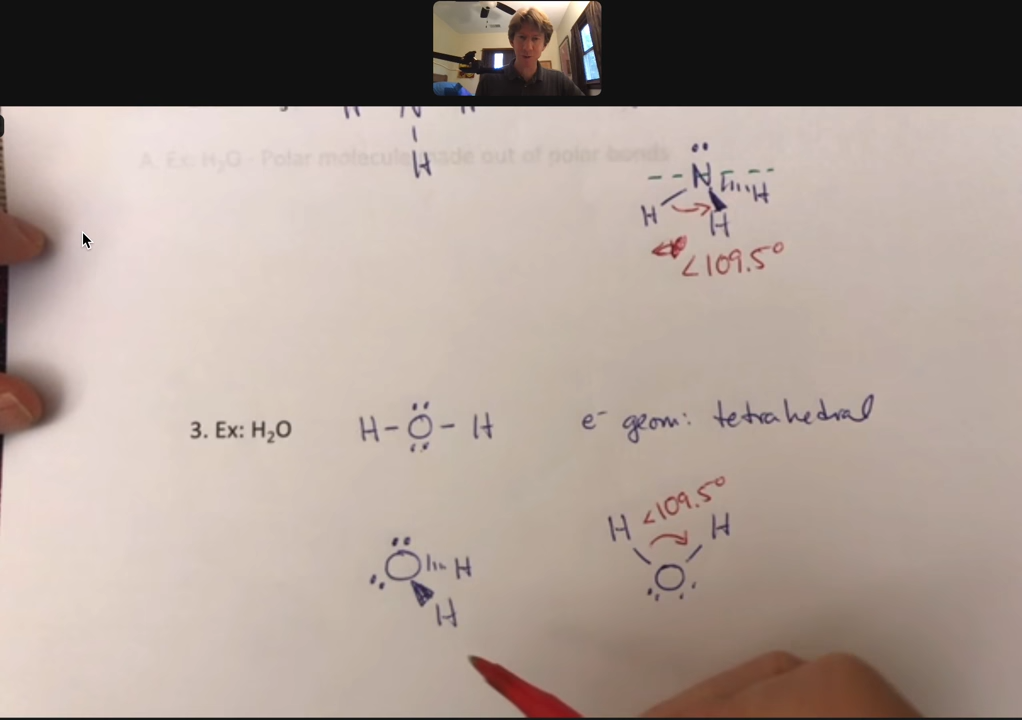 H N H
H
A. Ex: H₂O - Polar molecule made out of polar bonds
N
H H H
<109.5°
3. Ex: H₂O H-O-H e⁻ geom: tetrahedral
H <109.5° H
O H
H
O